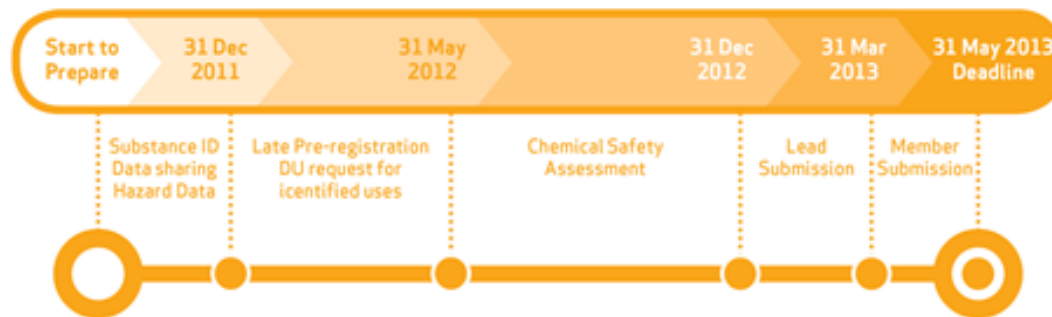 Start to
Prepare
31 Dec
2011
31 May
2012
31 Dec
2012
31 Mar
2013
31 May 2013
Deadline
Substance ID
Data sharing
Hazard Data
Late Pre-registration
DU request for
icentified uses
Chemical Safety
Assessment
Lead
Submission
Member
Submission